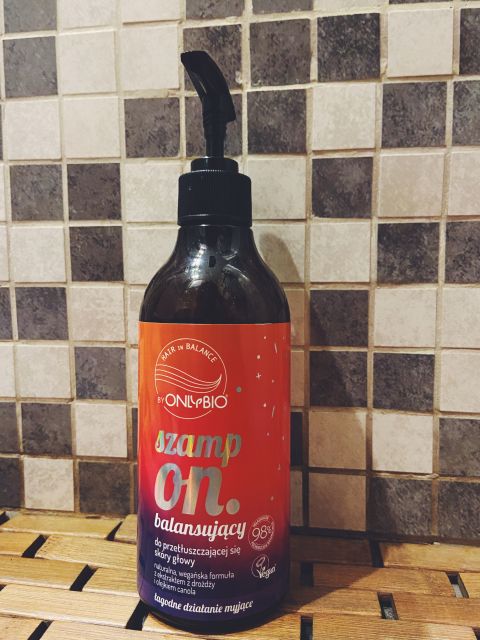 HAIR IN BALANCE
BY ONLYBIO®
szamp
on.
balansujący
do przetłuszczającej się
skóry głowy
naturalna, wegańska formuła
z ekstraktem z drożdży
i olejkiem canola
łagodne działanie myjące
98%
Vegan